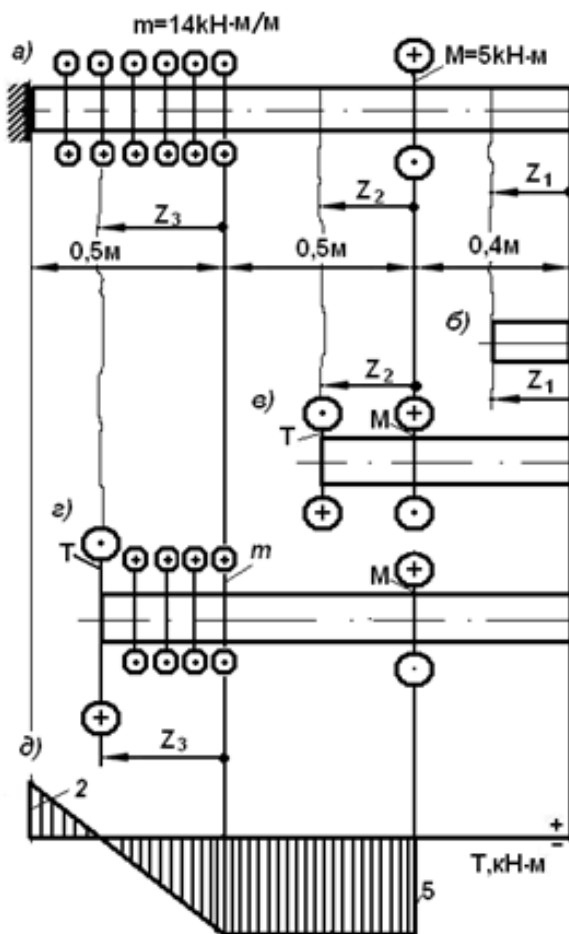 m=14кН-м/м
а)
M=5кН-м
Z₃
Z₂
Z₁
0,5м
0,5м
0,4м
б)
Z₂
Z₁
в)
T
M
г)
T
m
M
Z₃
д)
2
+
−
T,кН-м
5